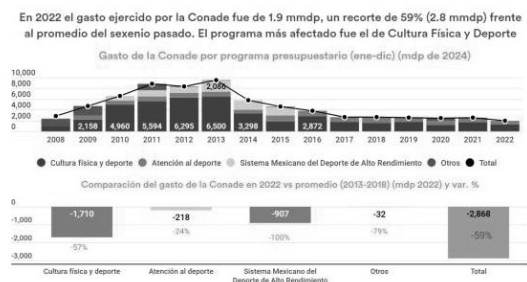 En 2022 el gasto ejercido por la Conade fue de 1.9 mmdp, un recorte de 59% (2.8 mmdp) frente
al promedio del sexenio pasado. El programa más afectado fue el de Cultura Física y Deporte
Gasto de la Conade por programa presupuestario (ene-dic) (mdp de 2024)
10,000
8,000
6,000
4,000
2,000
0
2,158 4,960 5,594 6,295 6,500 2,086 3,298 2,872
2008 2009 2010 2011 2012 2013 2014 2015 2016 2017 2018 2019 2020 2021 2022
Cultura física y deporte Atención al deporte Sistema Mexicano del Deporte de Alto Rendimiento Otros Total
Comparación del gasto de la Conade en 2022 vs promedio (2013-2018) (mdp 2022) y var. %
0
-1,000
-2,000
-3,000
-1,710 -218 -907 -32 -2,868
-57% -24% -100% -79% -59%
Cultura física y deporte Atención al deporte Sistema Mexicano del Otros Total
Deporte de Alto Rendimiento